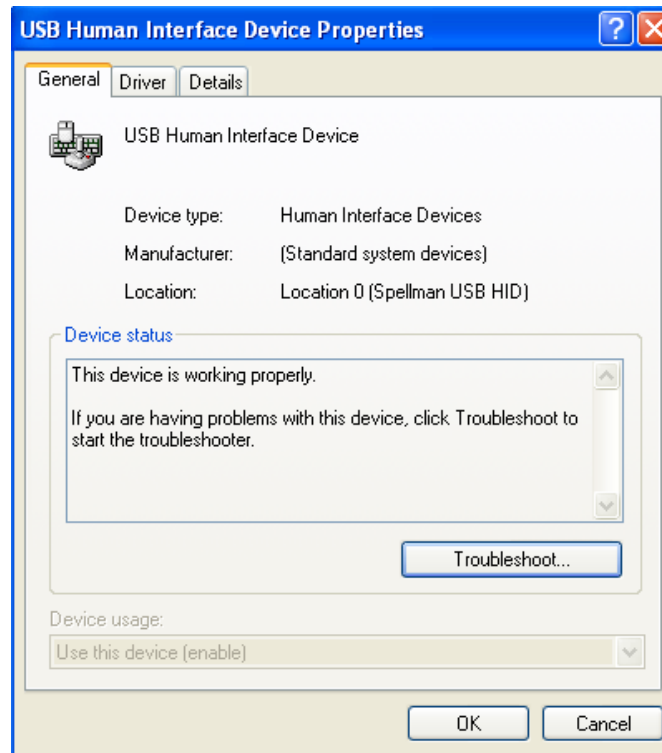 USB Human Interface Device Properties
?
General
Driver
Details
USB Human Interface Device
Device type: Human Interface Devices
Manufacturer: (Standard system devices)
Location: Location 0 (Spellman USB HID)
Device status
This device is working properly.
If you are having problems with this device, click Troubleshoot to
start the troubleshooter.
Troubleshoot...
Device usage:
Use this device (enable)
OK
Cancel